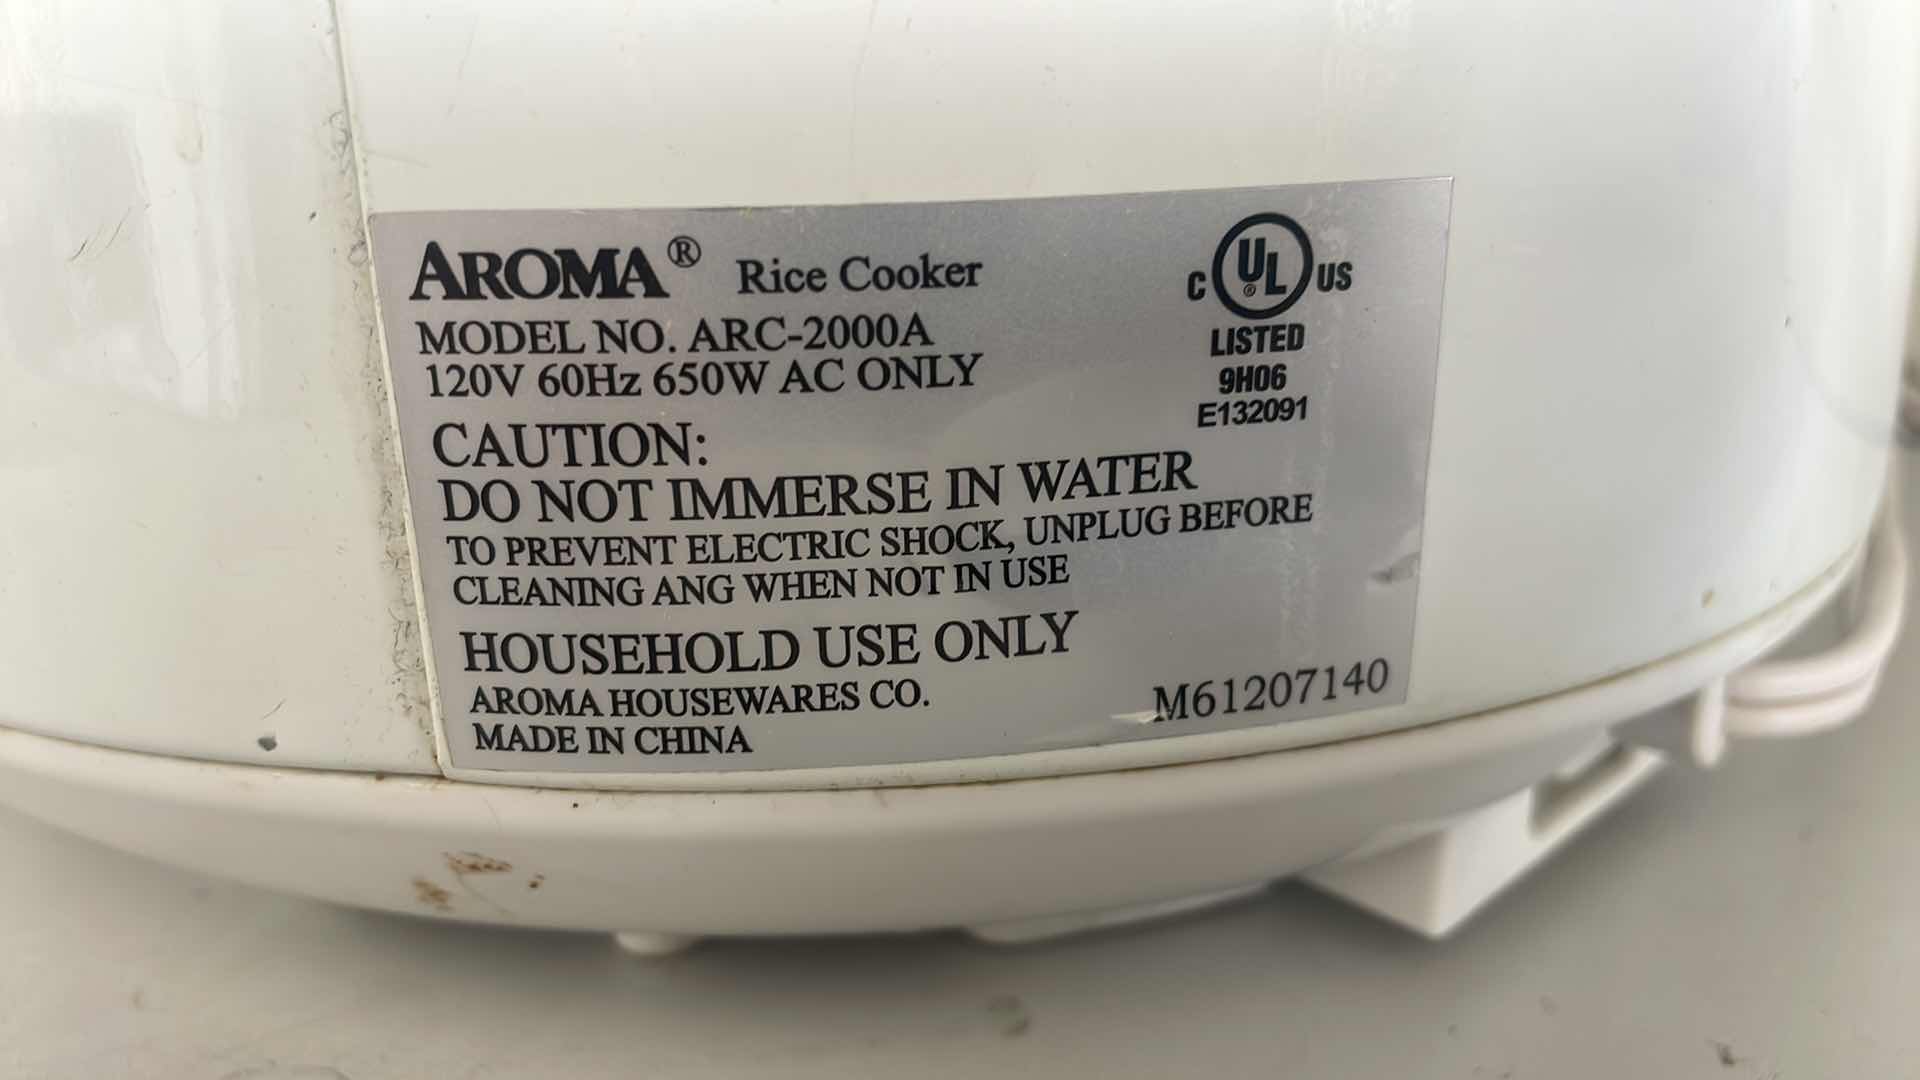 AROMA® Rice Cooker
MODEL NO. ARC-2000A
120V 60Hz 650W AC ONLY
C UL® US
LISTED
9H06
E132091
CAUTION:
DO NOT IMMERSE IN WATER
TO PREVENT ELECTRIC SHOCK, UNPLUG BEFORE
CLEANING ANG WHEN NOT IN USE
HOUSEHOLD USE ONLY
AROMA HOUSEWARES CO.
MADE IN CHINA
M61207140